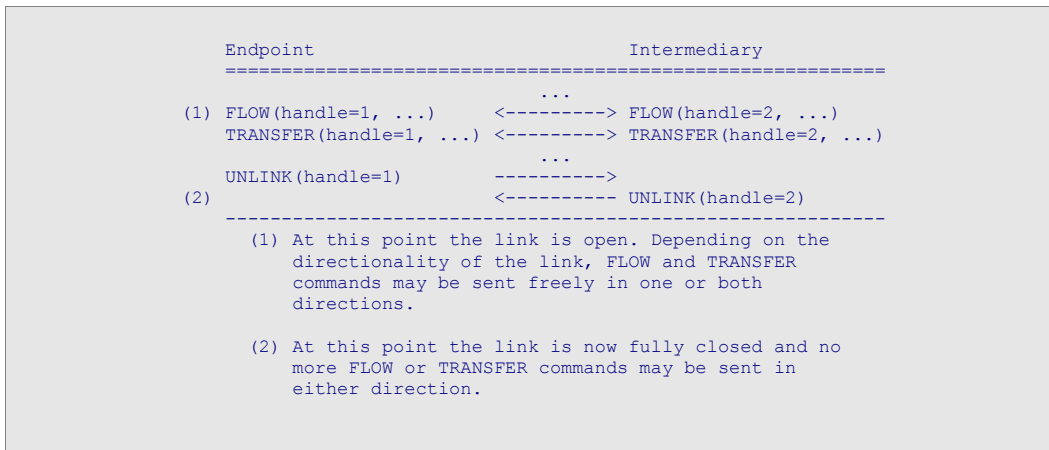 Endpoint Intermediary
===========================================================
...
(1) FLOW(handle=1, ...) <---------> FLOW(handle=2, ...)
TRANSFER(handle=1, ...) <---------> TRANSFER(handle=2, ...)
...
UNLINK(handle=1) ---------->
(2) <---------- UNLINK(handle=2)
-----------------------------------------------------------
(1) At this point the link is open. Depending on the
directionality of the link, FLOW and TRANSFER
commands may be sent freely in one or both
directions.
(2) At this point the link is now fully closed and no
more FLOW or TRANSFER commands may be sent in
either direction.